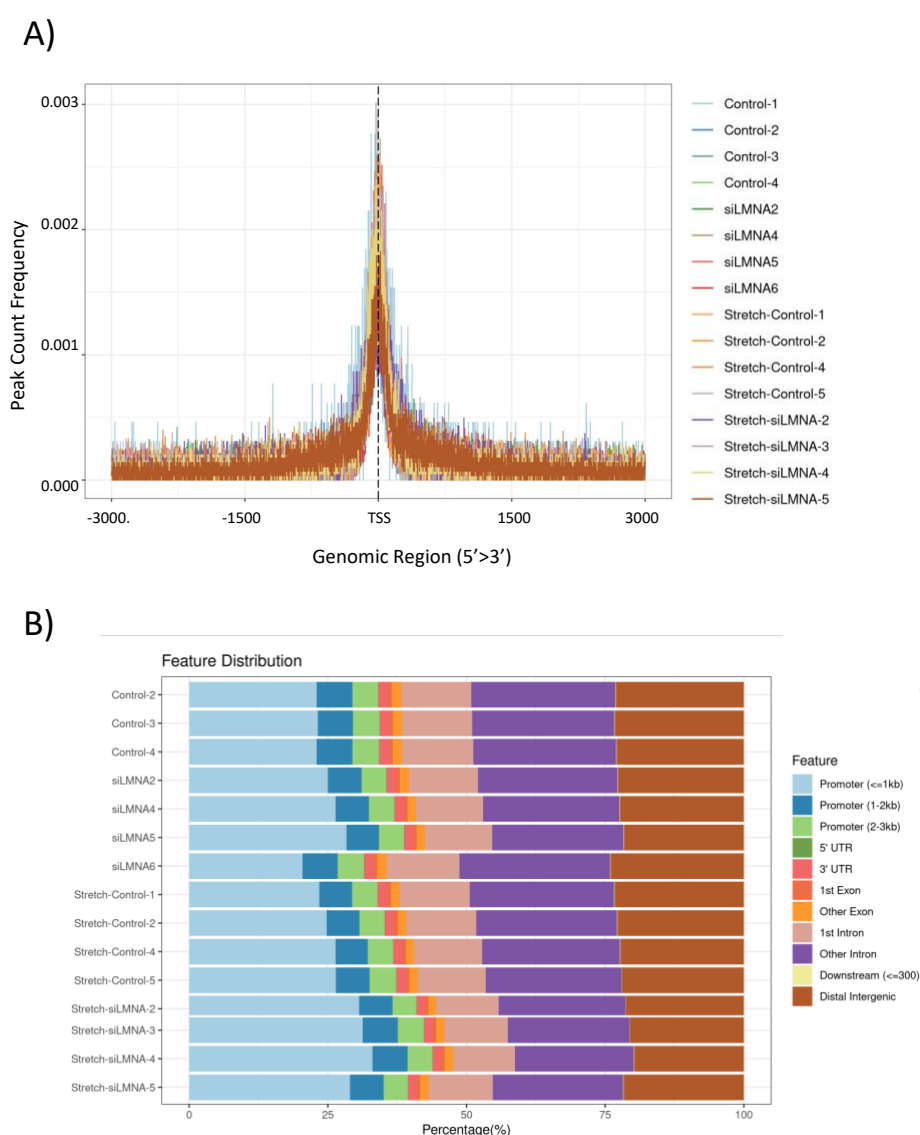 A)
0.003
0.002
0.001
0.000
Peak Count Frequency
-3000.
-1500
TSS
1500
3000
Genomic Region (5’>3’)
Control-1
Control-2
Control-3
Control-4
siLMNA2
siLMNA4
siLMNA5
siLMNA6
Stretch-Control-1
Stretch-Control-2
Stretch-Control-4
Stretch-Control-5
Stretch-siLMNA-2
Stretch-siLMNA-3
Stretch-siLMNA-4
Stretch-siLMNA-5
B)
Feature Distribution
Control-2
Control-3
Control-4
siLMNA2
siLMNA4
siLMNA5
siLMNA6
Stretch-Control-1
Stretch-Control-2
Stretch-Control-4
Stretch-Control-5
Stretch-siLMNA-2
Stretch-siLMNA-3
Stretch-siLMNA-4
Stretch-siLMNA-5
0
25
50
75
100
Percentage(%)
Feature
Promoter (<=1kb)
Promoter (1-2kb)
Promoter (2-3kb)
5' UTR
3' UTR
1st Exon
Other Exon
1st Intron
Other Intron
Downstream (<=300)
Distal Intergenic